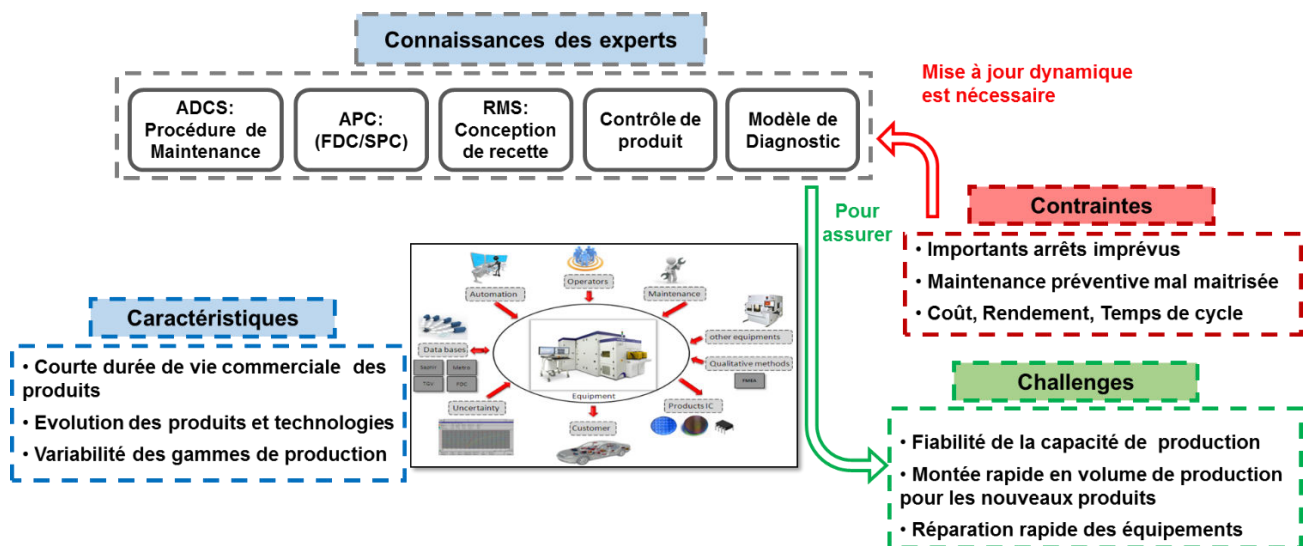 Connaissances des experts
ADCS:
Procédure de
Maintenance
APC:
(FDC/SPC)
RMS:
Conception
de recette
Contrôle de
produit
Modèle de
Diagnostic
Mise à jour dynamique
est nécessaire
Pour
assurer
Contraintes
• Importants arrêts imprévus
• Maintenance préventive mal maitrisée
• Coût, Rendement, Temps de cycle
Caractéristiques
• Courte durée de vie commerciale des
produits
• Evolution des produits et technologies
• Variabilité des gammes de production
Automation
Operators
Maintenance
other equipments
Data bases
Qualitative methods
Metro
FDC
FMEA
Equipment
Uncertainty
Products IC
Customer
Challenges
• Fiabilité de la capacité de production
• Montée rapide en volume de production
pour les nouveaux produits
• Réparation rapide des équipements